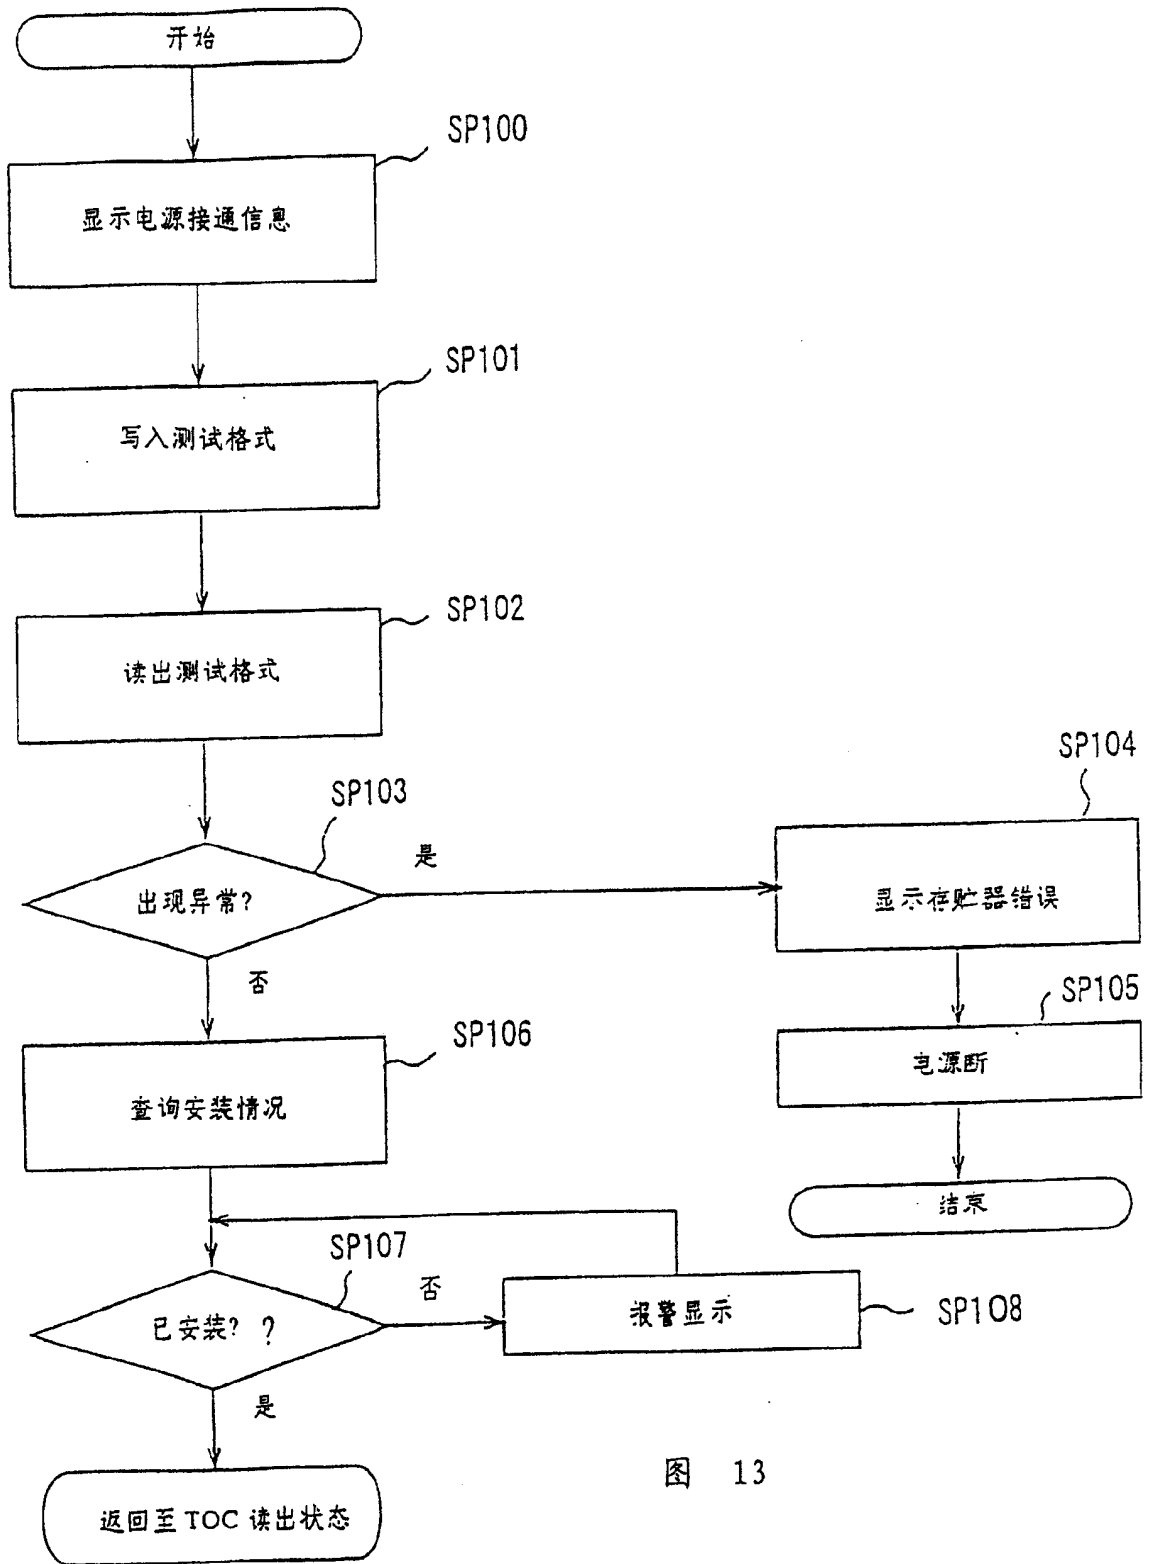 开始
SP100
显示电源接通信息
SP101
写入测试格式
SP102
读出测试格式
SP103
出现异常?
是
SP104
显示存贮器错误
否
SP105
电源断
SP106
查询安装情况
结束
SP107
已安装? ?
否
报警显示
SP108
是
返回至 TOC 读出状态
图 13